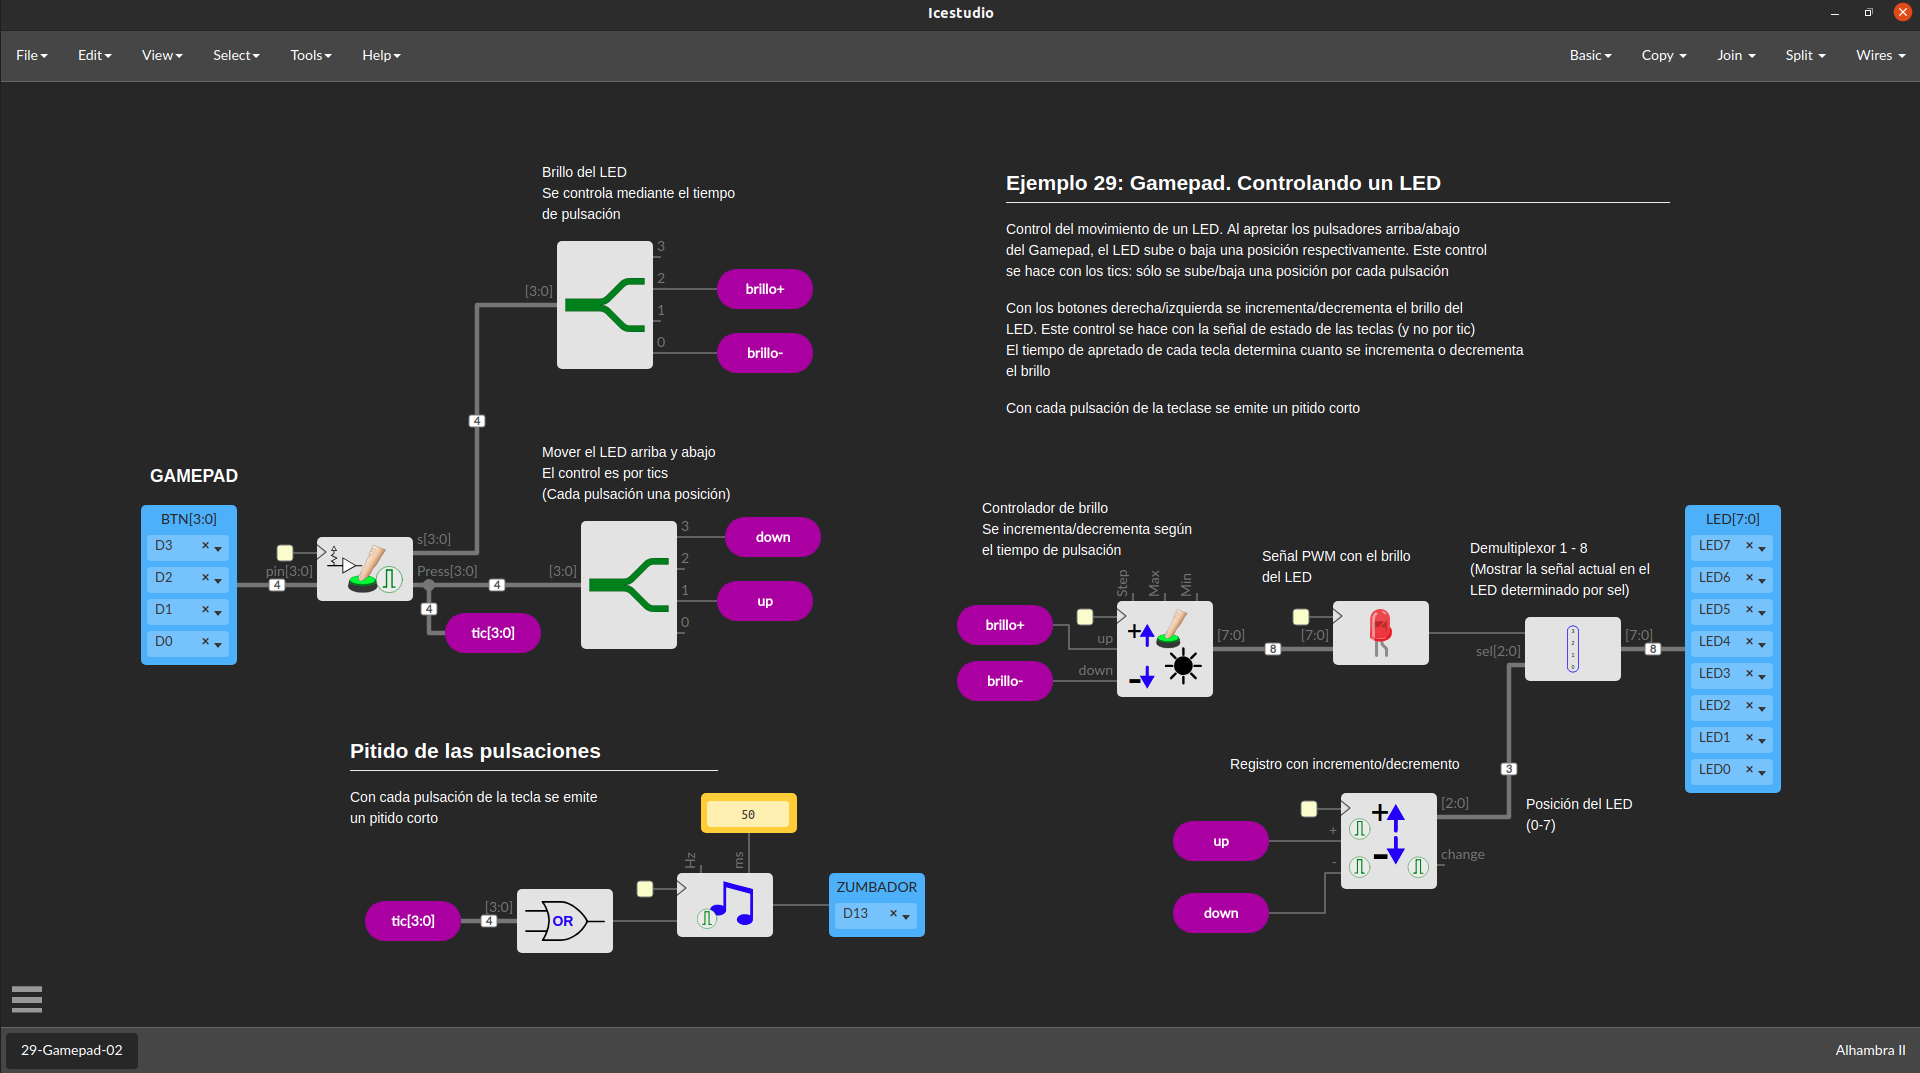 Icestudio
File Edit View Select Tools Help Basic Copy Join Split Wires
Brillo del LED
Se controla mediante el tiempo
de pulsación
[3:0]
3
2
1
0
brillo+
brillo-
4
Ejemplo 29: Gamepad. Controlando un LED
Control del movimiento de un LED. Al apretar los pulsadores arriba/abajo
del Gamepad, el LED sube o baja una posición respectivamente. Este control
se hace con los tics: sólo se sube/baja una posición por cada pulsación
Con los botones derecha/izquierda se incrementa/decrementa el brillo del
LED. Este control se hace con la señal de estado de las teclas (y no por tic)
El tiempo de apretado de cada tecla determina cuanto se incrementa o decrementa
el brillo
Con cada pulsación de la teclase se emite un pitido corto
GAMEPAD
BTN[3:0]
D3 ×
D2 ×
D1 ×
D0 ×
pin[3:0]
4
s[3:0]
Press[3:0]
4
4
tic[3:0]
Mover el LED arriba y abajo
El control es por tics
(Cada pulsación una posición)
[3:0]
3
2
1
0
down
up
Controlador de brillo
Se incrementa/decrementa según
el tiempo de pulsación
Step
Max
Min
brillo+
brillo-
up
down
[7:0]
8
Señal PWM con el brillo
del LED
[7:0]
Demultiplexor 1 - 8
(Mostrar la señal actual en el
LED determinado por sel)
sel[2:0]
3
2
1
0
[7:0]
8
LED[7:0]
LED7 ×
LED6 ×
LED5 ×
LED4 ×
LED3 ×
LED2 ×
LED1 ×
LED0 ×
Pitido de las pulsaciones
Con cada pulsación de la tecla se emite
un pitido corto
50
Hz
ms
tic[3:0]
4
[3:0]
OR
ZUMBADOR
D13 ×
Registro con incremento/decremento
up
down
+
-
[2:0]
change
3
Posición del LED
(0-7)
29-Gamepad-02
Alhambra II